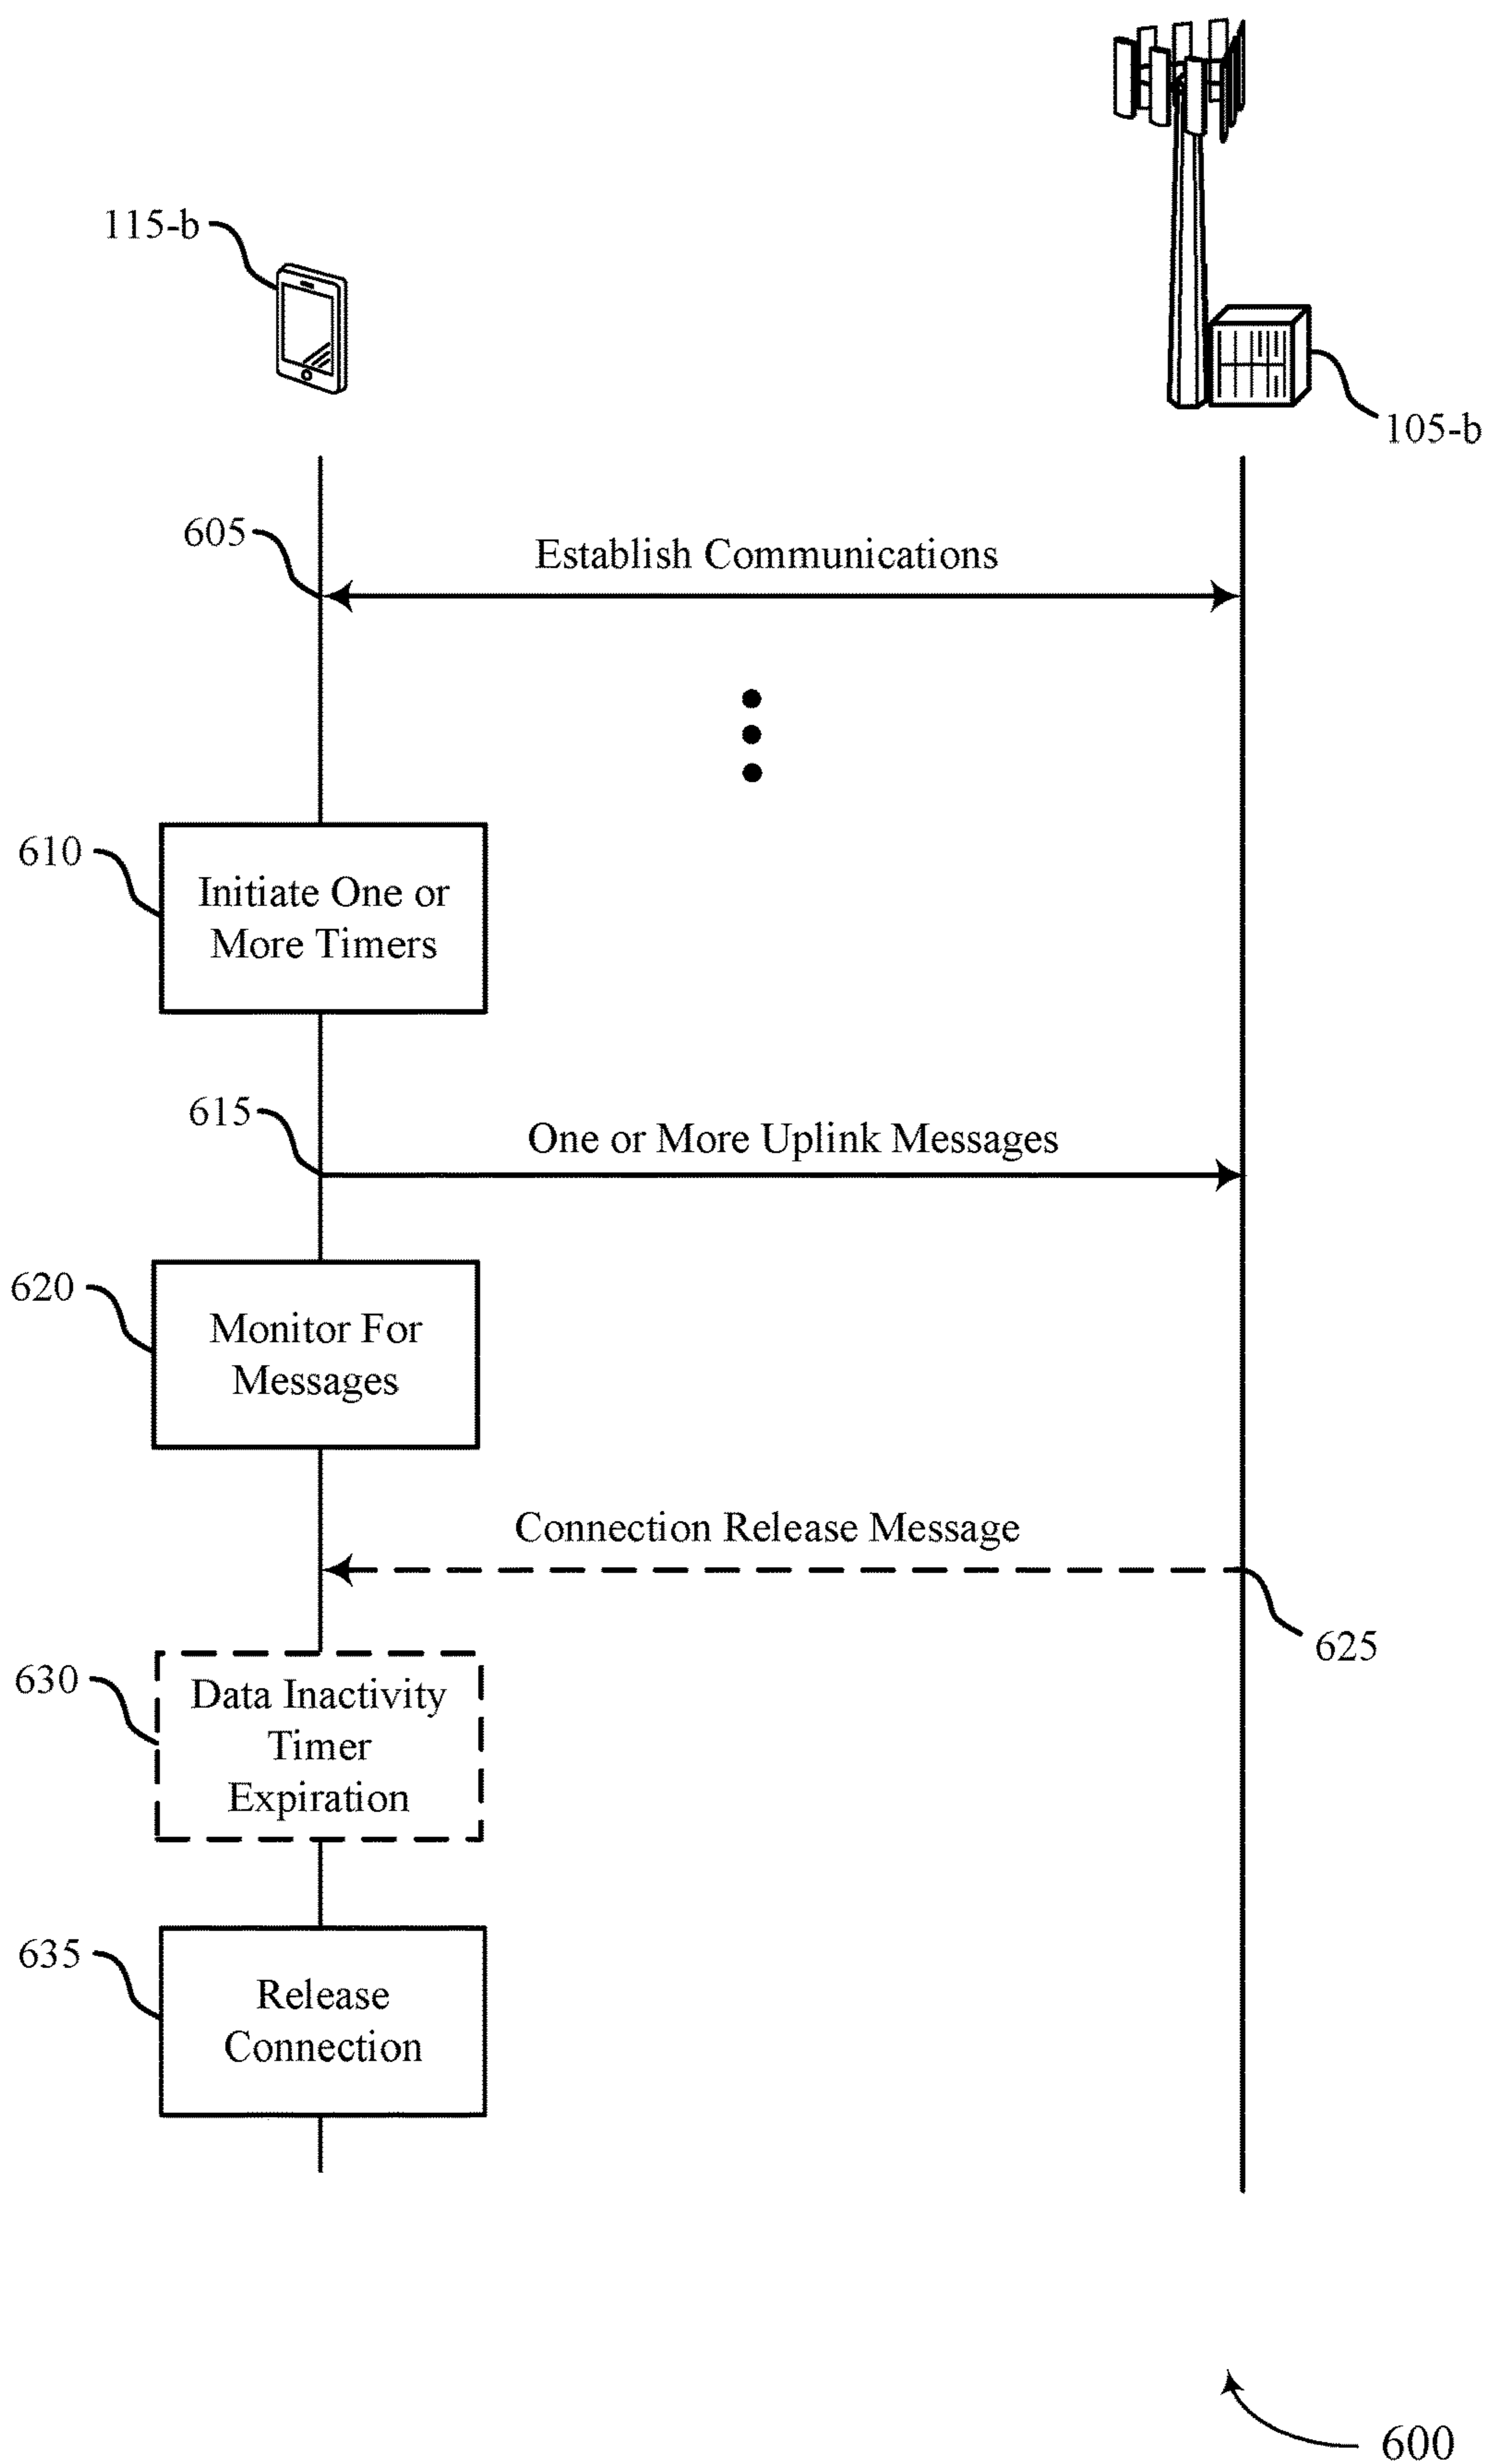 115-b
105-b
605
Establish Communications
610
Initiate One or
More Timers
615
One or More Uplink Messages
620
Monitor For
Messages
Connection Release Message
625
630
Data Inactivity
Timer
Expiration
635
Release
Connection
600